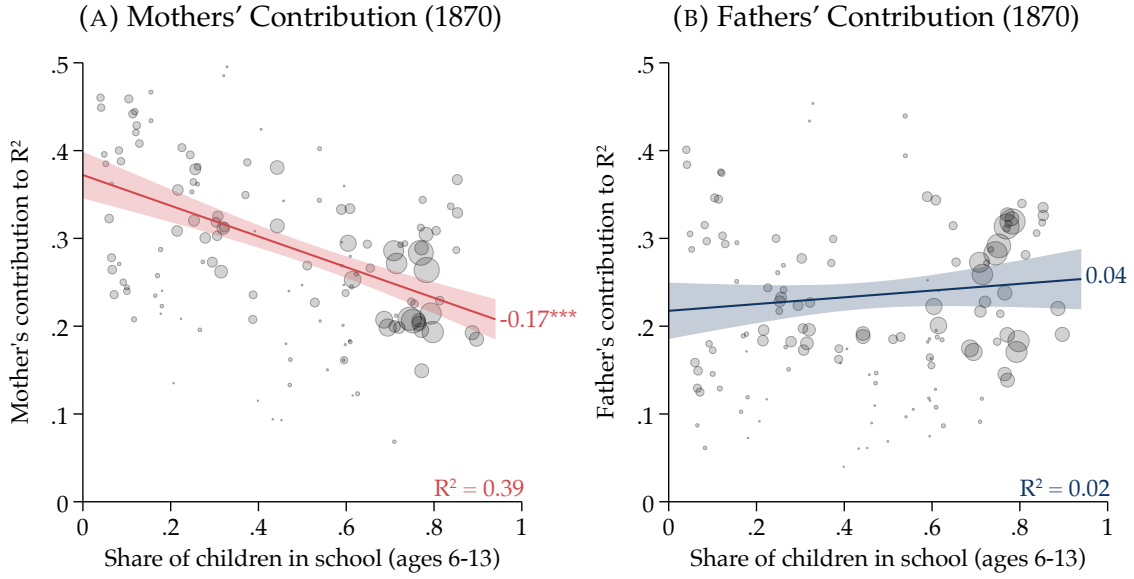 (A) Mothers' Contribution (1870)
.5
.4
.3
.2
.1
0
Mother's contribution to R²
-0.17***
R² = 0.39
0 .2 .4 .6 .8 1
Share of children in school (ages 6-13)
(B) Fathers' Contribution (1870)
.5
.4
.3
.2
.1
0
Father's contribution to R²
0.04
R² = 0.02
0 .2 .4 .6 .8 1
Share of children in school (ages 6-13)